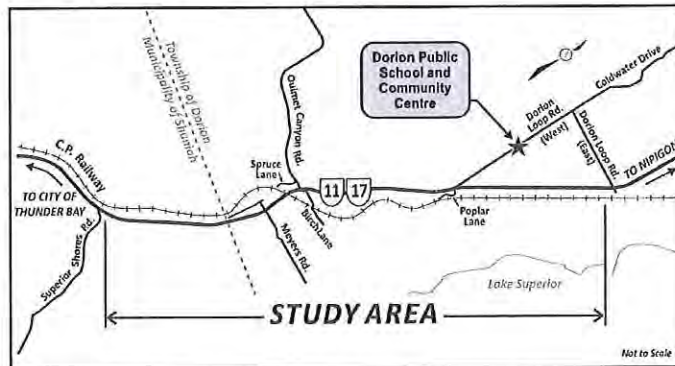 Township of Dorion
Municipality of Shuniah
Ouimet Canyon Rd.
Dorion Public
School and
Community
Centre
Coldwater Drive
Dorion
Loop Rd.
(West)
Dorion Loop Rd.
(East)
TO NIPIGON
C.P. Railway
Spruce
Lane
11
17
TO CITY OF
THUNDER BAY
Birch Lane
Poplar
Lane
Meyers Rd.
Superior Shores Rd.
Lake Superior
STUDY AREA
Not to Scale